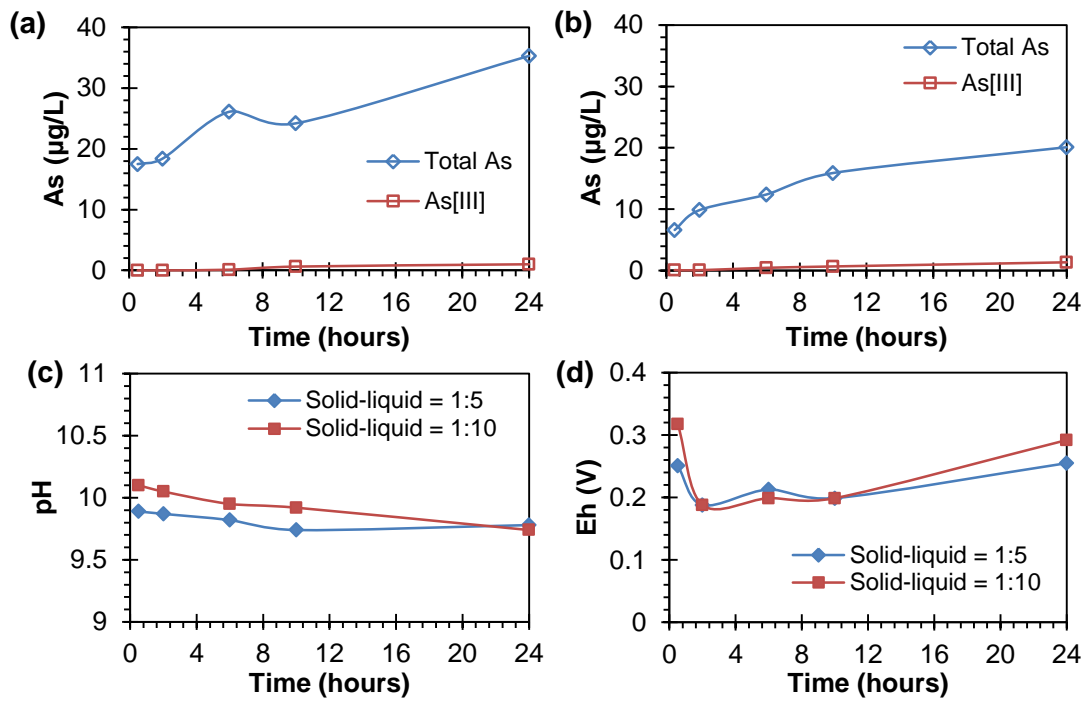 (a)
As (µg/L)
40
30
20
10
0
Total As
As[III]
0 4 8 12 16 20 24
Time (hours)
(b)
As (µg/L)
40
30
20
10
0
Total As
As[III]
0 4 8 12 16 20 24
Time (hours)
(c)
pH
11
10.5
10
9.5
9
Solid-liquid = 1:5
Solid-liquid = 1:10
0 4 8 12 16 20 24
Time (hours)
(d)
Eh (V)
0.4
0.3
0.2
0.1
0
Solid-liquid = 1:5
Solid-liquid = 1:10
0 4 8 12 16 20 24
Time (hours)